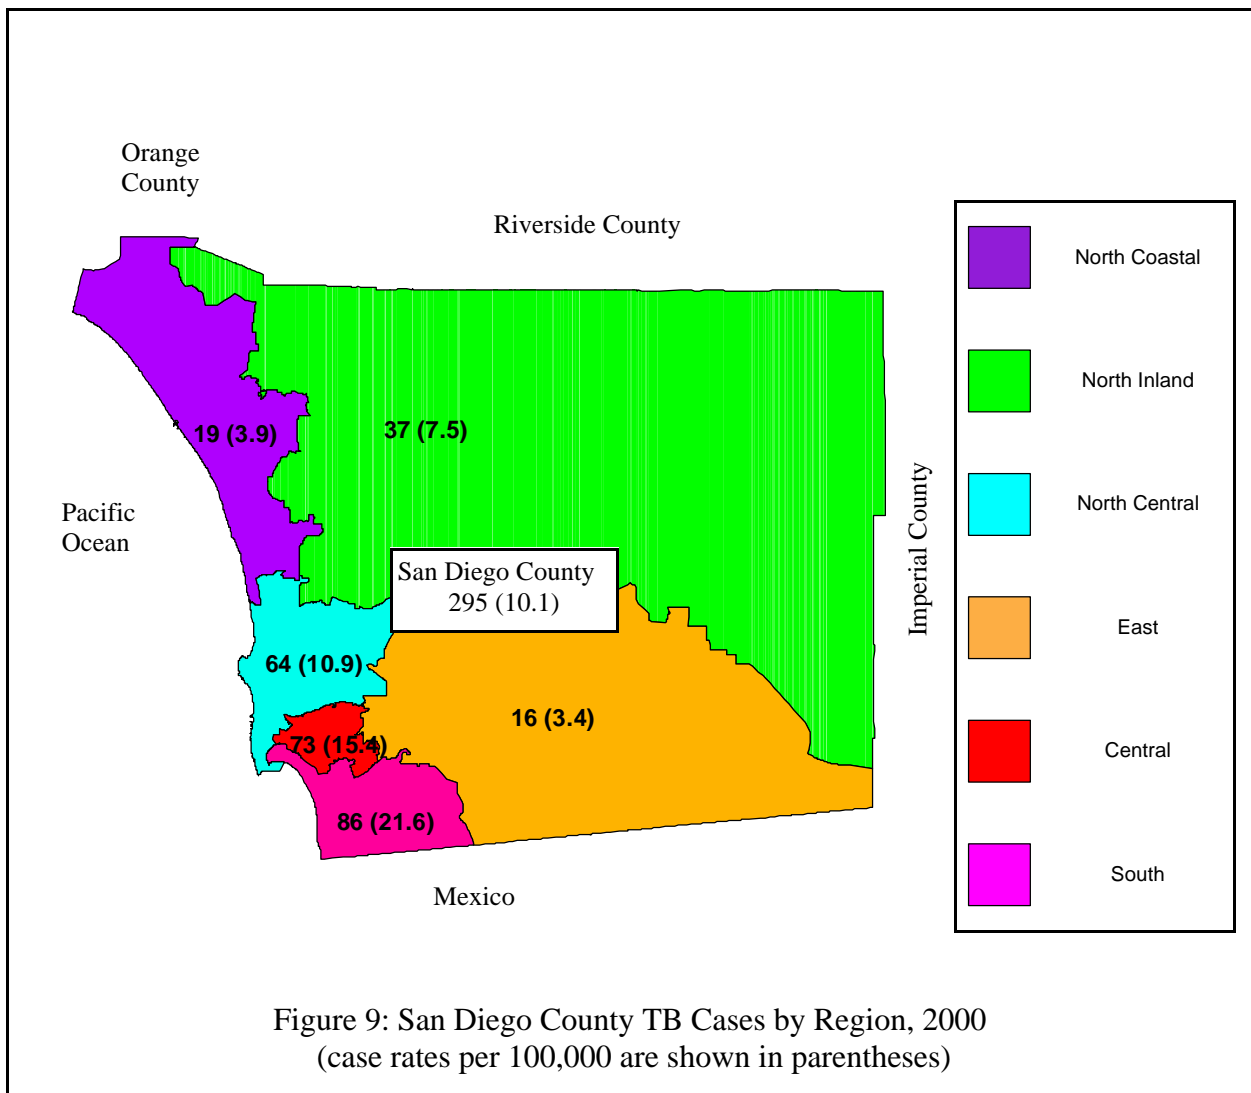 Orange
County
Riverside County
North Coastal
North Inland
19 (3.9)
37 (7.5)
Pacific
Ocean
North Central
Imperial County
San Diego County
295 (10.1)
East
64 (10.9)
16 (3.4)
73 (15.4)
Central
86 (21.6)
South
Mexico
Figure 9: San Diego County TB Cases by Region, 2000
(case rates per 100,000 are shown in parentheses)